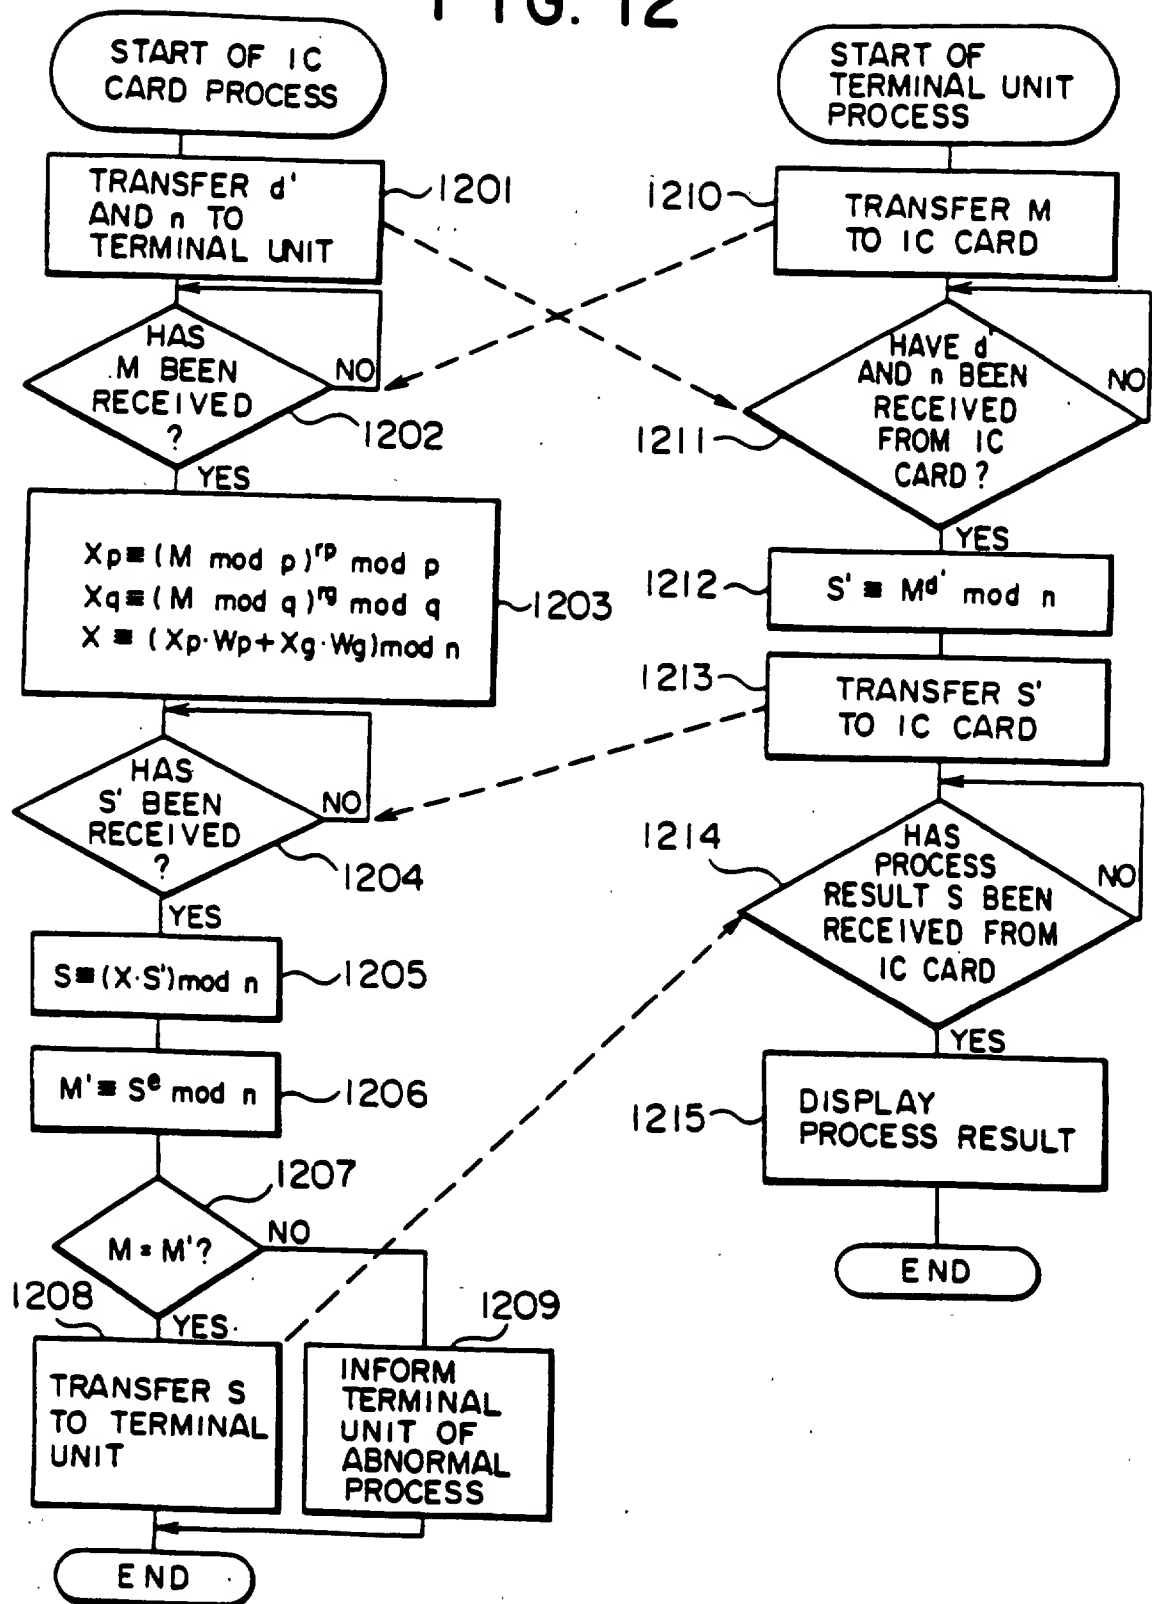 FIG. 12
START OF IC
CARD PROCESS
TRANSFER d'
AND n TO
TERMINAL UNIT
1201
HAS
M BEEN
RECEIVED
?
NO
1202
YES
Xp≡(M mod p)^rp mod p
Xq≡(M mod q)^rq mod q
X ≡ (Xp·Wp+Xg·Wg)mod n
1203
HAS
S' BEEN
RECEIVED
?
NO
1204
YES
S≡(X·S')mod n
1205
M'≡S^e mod n
1206
1207
M=M'?
NO
1208
YES
TRANSFER S
TO TERMINAL
UNIT
1209
INFORM
TERMINAL
UNIT OF
ABNORMAL
PROCESS
END
START OF
TERMINAL UNIT
PROCESS
1210
TRANSFER M
TO IC CARD
HAVE d'
AND n BEEN
RECEIVED
FROM IC
CARD?
NO
1211
YES
1212
S' ≡ M^d' mod n
1213
TRANSFER S'
TO IC CARD
1214
HAS
PROCESS
RESULT S BEEN
RECEIVED FROM
IC CARD
NO
YES
1215
DISPLAY
PROCESS RESULT
END